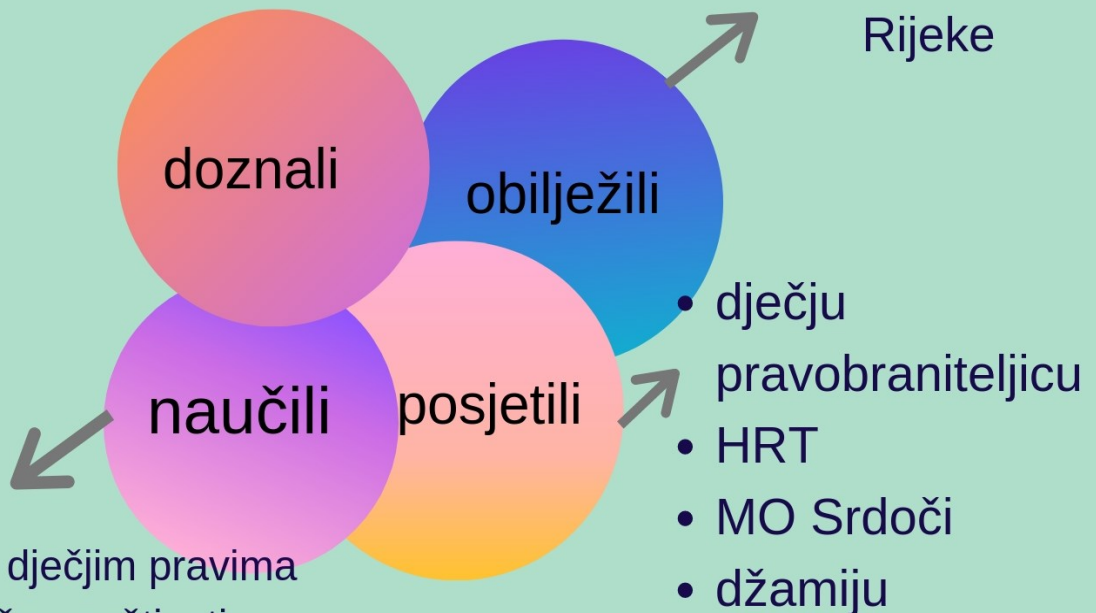 Rijeke
doznali
obilježili
• dječju
pravobraniteljicu
• HRT
• MO Srdoči
• džamiju
naučili
posjetili
dječjim pravima